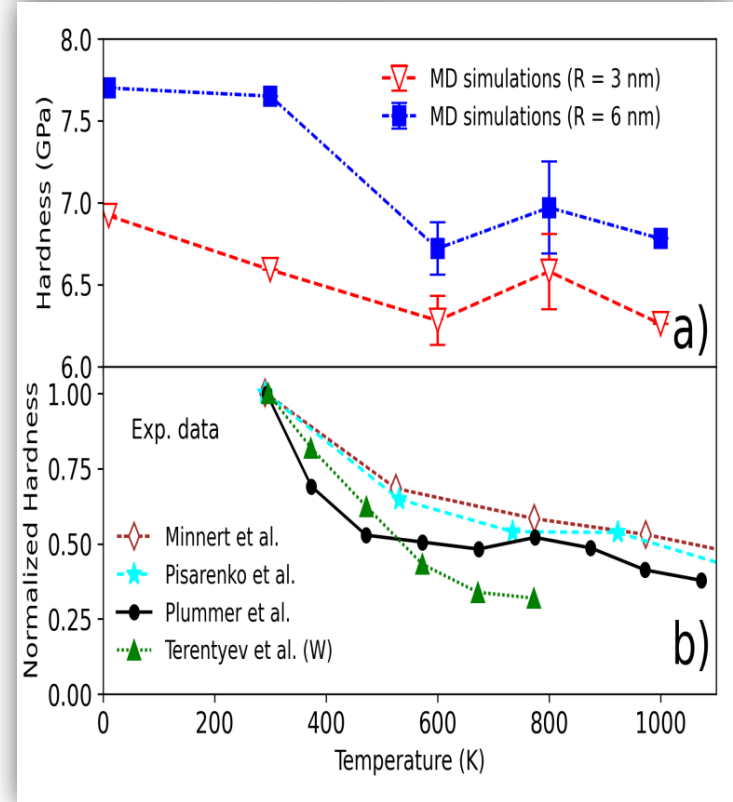 8.0
7.5
7.0
6.5
6.0
Hardness (GPa)
MD simulations (R = 3 nm)
MD simulations (R = 6 nm)
a)
1.00
0.75
0.50
0.25
0.00
Normalized Hardness
Exp. data
Minnert et al.
Pisarenko et al.
Plummer et al.
Terentyev et al. (W)
b)
0 200 400 600 800 1000
Temperature (K)